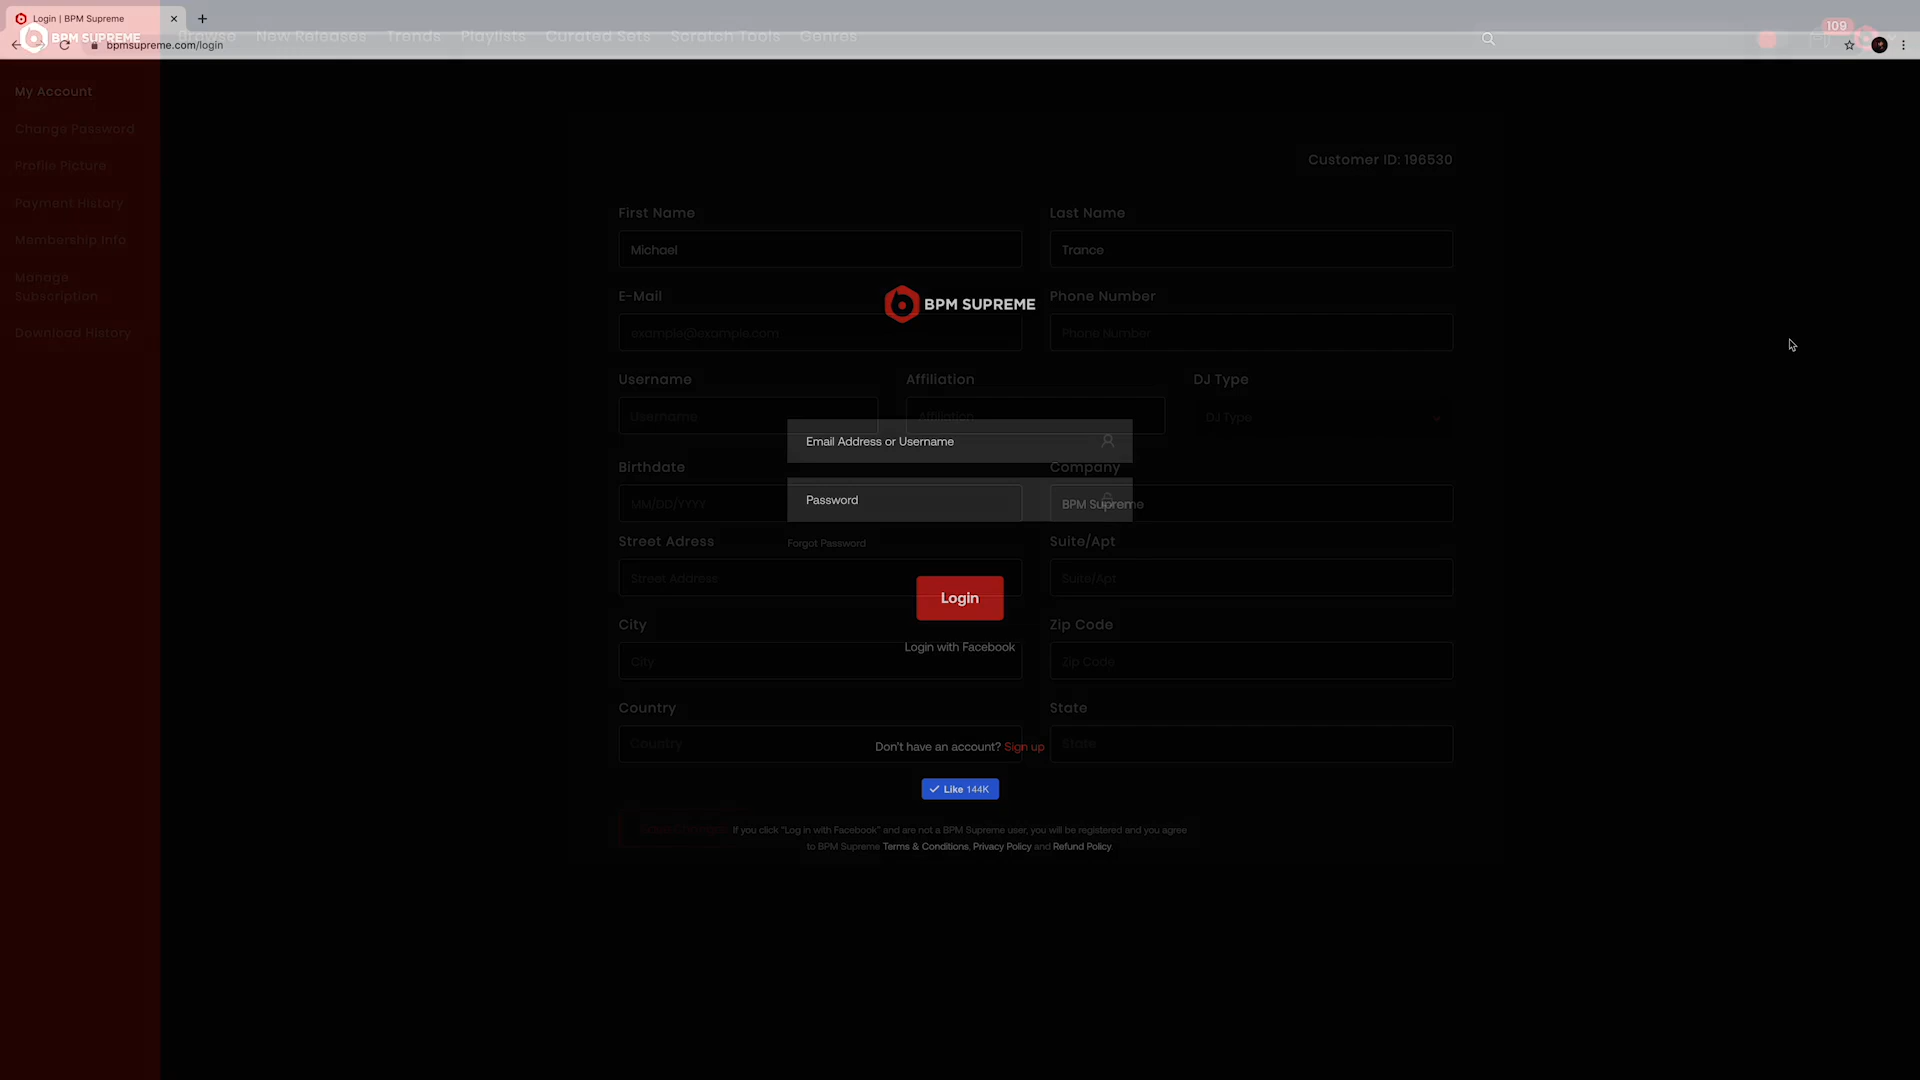 Login | BPM Supreme
BPM SUPREME
Browse
New Releases
Trends
Playlists
Curated Sets
Scratch Tools
Genres
109
bpmsupreme.com/login
My Account
Change Password
Profile Picture
Payment History
Membership Info
Manage
Subscription
Download History
Customer ID: 196530
First Name
Last Name
Michael
Trance
E-Mail
BPM SUPREME
Phone Number
example@example.com
Phone Number
Username
Affiliation
DJ Type
Username
Affiliation
DJ Type
Email Address or Username
Birthdate
Company
MM/DD/YYYY
Password
BPM Supreme
Street Adress
Forgot Password
Suite/Apt
Street Address
Suite/Apt
Login
City
Zip Code
Login with Facebook
City
Zip Code
Country
State
Country
Don't have an account? Sign up
State
Like 144K
If you click "Log in with Facebook" and are not a BPM Supreme user, you will be registered and you agree
to BPM Supreme Terms & Conditions, Privacy Policy and Refund Policy.